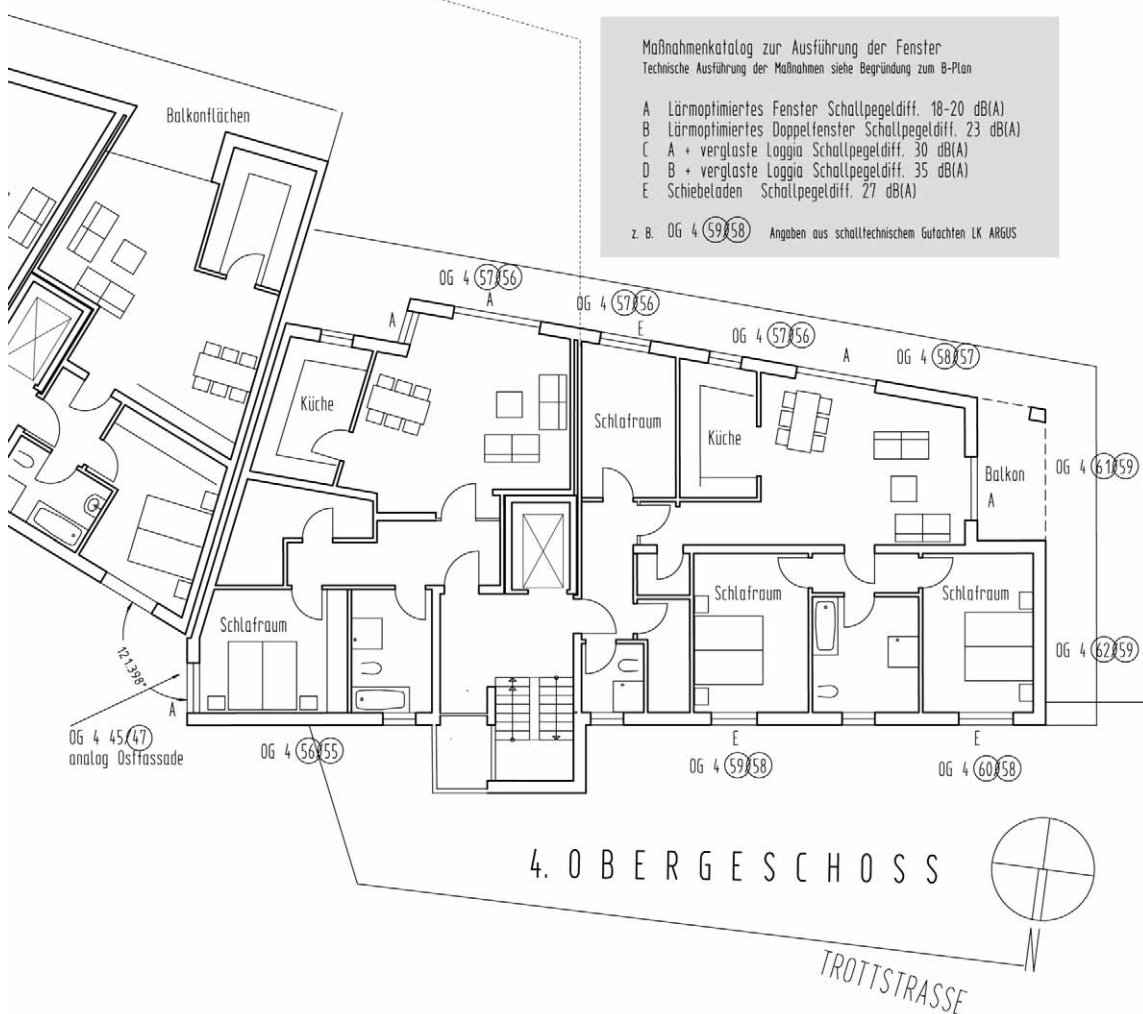 Maßnahmenkatalog zur Ausführung der Fenster
Technische Ausführung der Maßnahmen siehe Begründung zum B-Plan
A Lärmoptimiertes Fenster Schallpegeldiff. 18-20 dB(A)
B Lärmoptimiertes Doppelfenster Schallpegeldiff. 23 dB(A)
C A + verglaste Loggia Schallpegeldiff. 30 dB(A)
D B + verglaste Loggia Schallpegeldiff. 35 dB(A)
E Schiebeladen Schallpegeldiff. 27 dB(A)
z. B. OG 4 59/58 Angaben aus schalltechnischem Gutachten LK ARGUS
Balkonflächen
OG 4 57/56
A
A
OG 4 57/56
E
OG 4 57/56
A
OG 4 58/57
Küche
Schlafraum
Küche
Balkon
A
OG 4 61/59
Schlafraum
Schlafraum
Schlafraum
OG 4 62/59
121.398°
A
OG 4 45/47
analog Ostfassade
OG 4 56/55
E
OG 4 59/58
E
OG 4 60/58
4. OBERGESCHOSS
N
TROTTSTRASSE